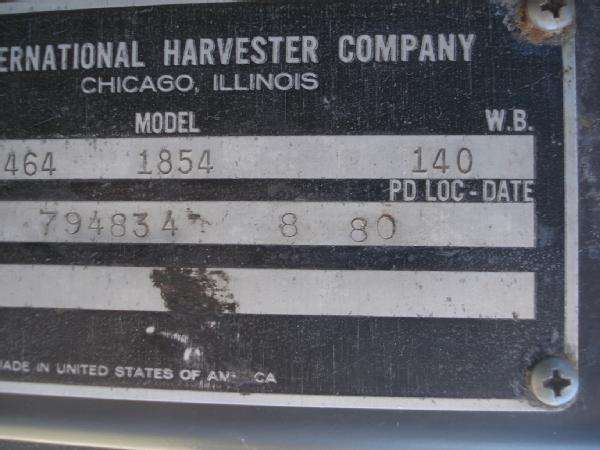 ERNATIONAL HARVESTER COMPANY
CHICAGO, ILLINOIS
MODEL W.B.
464 1854 140
PD LOC - DATE
794834 8 80
MADE IN UNITED STATES OF AM CA